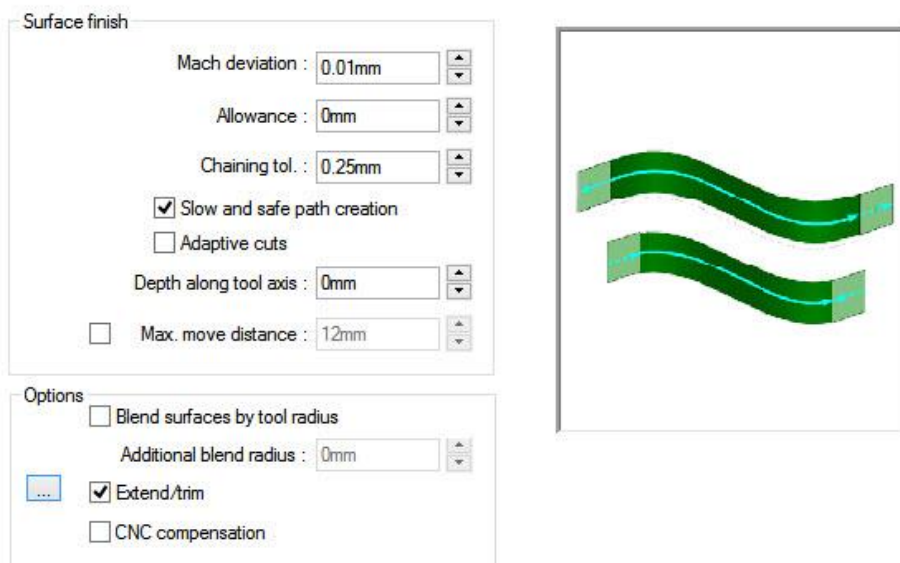 Surface finish
Mach deviation : 0.01mm
Allowance : 0mm
Chaining tol. : 0.25mm
Slow and safe path creation
Adaptive cuts
Depth along tool axis : 0mm
Max. move distance : 12mm
Options
Blend surfaces by tool radius
Additional blend radius : 0mm
... Extend/trim
CNC compensation